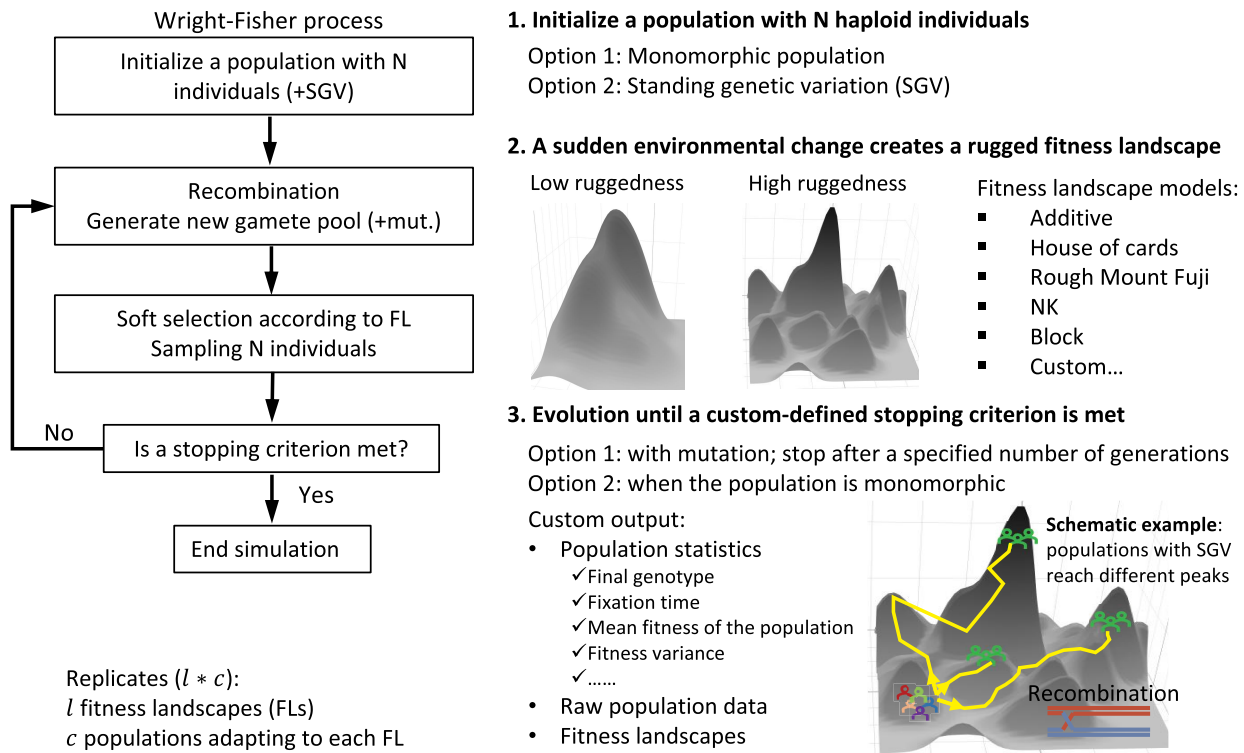 Wright-Fisher process
Initialize a population with N
individuals (+SGV)
Recombination
Generate new gamete pool (+mut.)
Soft selection according to FL
Sampling N individuals
No
Is a stopping criterion met?
Yes
End simulation
Replicates (l * c):
l fitness landscapes (FLs)
c populations adapting to each FL
1. Initialize a population with N haploid individuals
Option 1: Monomorphic population
Option 2: Standing genetic variation (SGV)
2. A sudden environmental change creates a rugged fitness landscape
Low ruggedness
High ruggedness
Fitness landscape models:
▪ Additive
▪ House of cards
▪ Rough Mount Fuji
▪ NK
▪ Block
▪ Custom...
3. Evolution until a custom-defined stopping criterion is met
Option 1: with mutation; stop after a specified number of generations
Option 2: when the population is monomorphic
Custom output:
• Population statistics
✓Final genotype
✓Fixation time
✓Mean fitness of the population
✓Fitness variance
✓......
• Raw population data
• Fitness landscapes
Schematic example:
populations with SGV
reach different peaks
Recombination